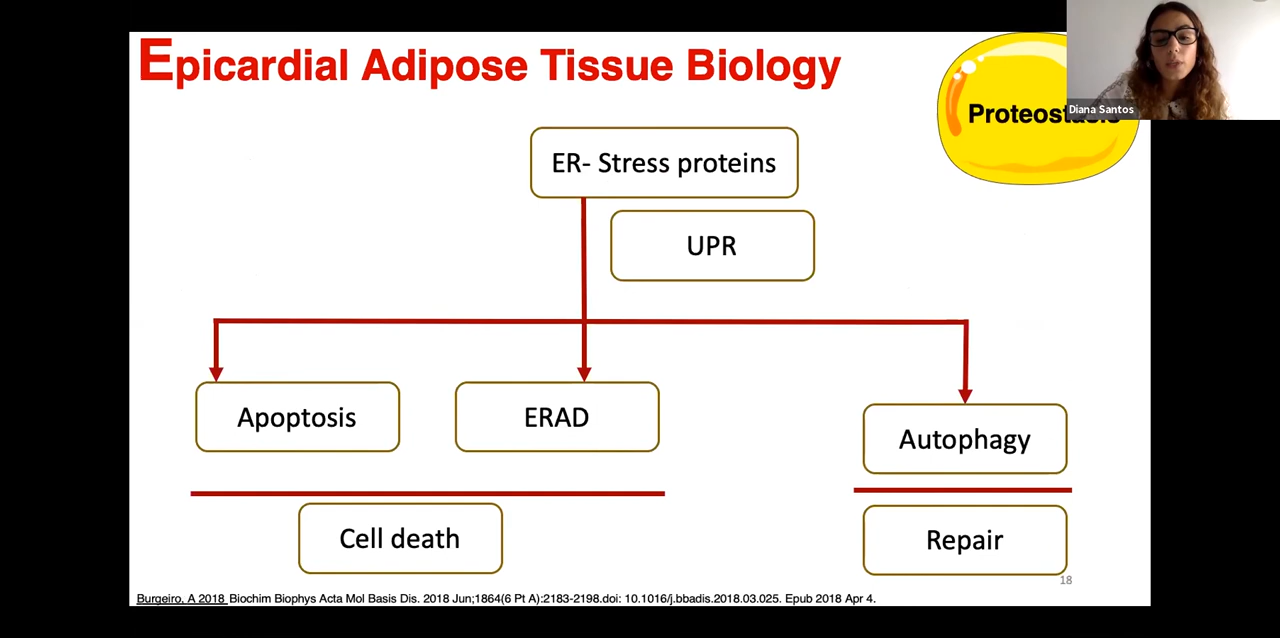 Epicardial Adipose Tissue Biology
Diana Santos
ER- Stress proteins
UPR
Apoptosis
ERAD
Autophagy
Cell death
Repair
18
Burgeiro, A 2018 Biochim Biophys Acta Mol Basis Dis. 2018 Jun;1864(6 Pt A):2183-2198.doi: 10.1016/j.bbadis.2018.03.025. Epub 2018 Apr 4.